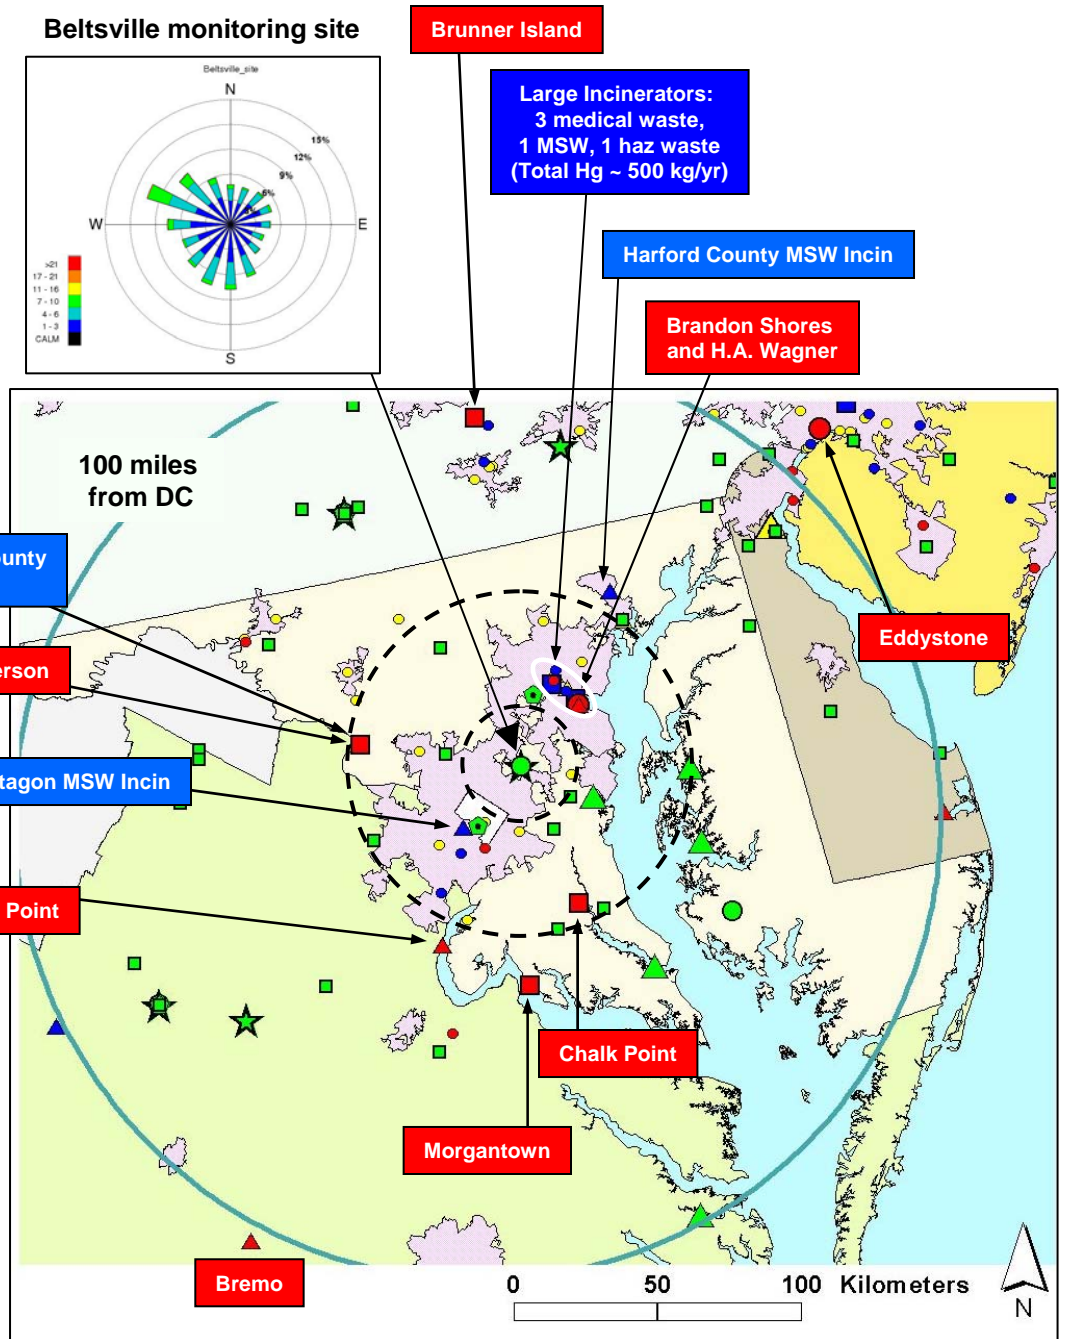 Beltsville monitoring site
Brunner Island
Beltsville_site
N
15%
12%
9%
6%
W
E
S
>21
17 - 21
11 - 16
7 - 10
4 - 6
1 - 3
CALM
Large Incinerators:
3 medical waste,
1 MSW, 1 haz waste
(Total Hg ~ 500 kg/yr)
Harford County MSW Incin
Brandon Shores
and H.A. Wagner
100 miles
from DC
ounty
Eddystone
erson
tagon MSW Incin
Point
Chalk Point
Morgantown
Bremo
0 50 100 Kilometers
N